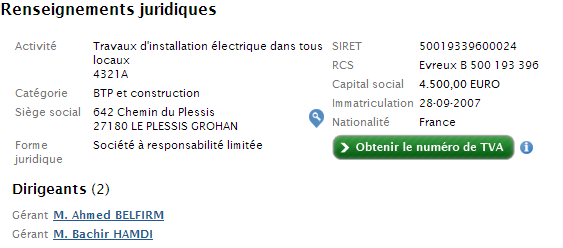 Renseignements juridiques
Activité Travaux d'installation électrique dans tous
locaux
4321A
Catégorie BTP et construction
Siège social 642 Chemin du Plessis
27180 LE PLESSIS GROHAN
Forme juridique Société à responsabilité limitée
SIRET 50019339600024
RCS Evreux B 500 193 396
Capital social 4.500,00 EURO
Immatriculation 28-09-2007
Nationalité France
Obtenir le numéro de TVA
Dirigeants (2)
Gérant M. Ahmed BELFIRM
Gérant M. Bachir HAMDI